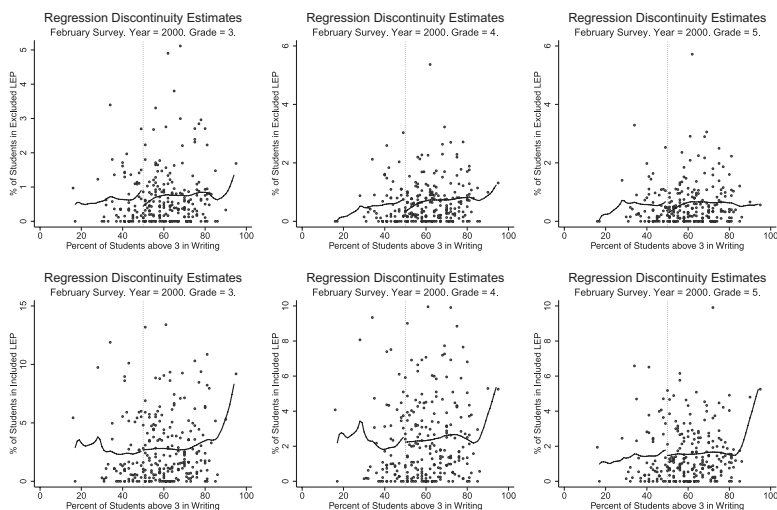 Regression Discontinuity Estimates
February Survey. Year = 2000. Grade = 3.
% of Students in Excluded LEP
5
4
3
2
1
0
0 20 40 60 80 100
Percent of Students above 3 in Writing
Regression Discontinuity Estimates
February Survey. Year = 2000. Grade = 4.
% of Students in Excluded LEP
6
4
2
0
0 20 40 60 80 100
Percent of Students above 3 in Writing
Regression Discontinuity Estimates
February Survey. Year = 2000. Grade = 5.
% of Students in Excluded LEP
6
4
2
0
0 20 40 60 80 100
Percent of Students above 3 in Writing
Regression Discontinuity Estimates
February Survey. Year = 2000. Grade = 3.
% of Students in Included LEP
15
10
5
0
0 20 40 60 80 100
Percent of Students above 3 in Writing
Regression Discontinuity Estimates
February Survey. Year = 2000. Grade = 4.
% of Students in Included LEP
10
8
6
4
2
0
0 20 40 60 80 100
Percent of Students above 3 in Writing
Regression Discontinuity Estimates
February Survey. Year = 2000. Grade = 5.
% of Students in Included LEP
10
8
6
4
2
0
0 20 40 60 80 100
Percent of Students above 3 in Writing